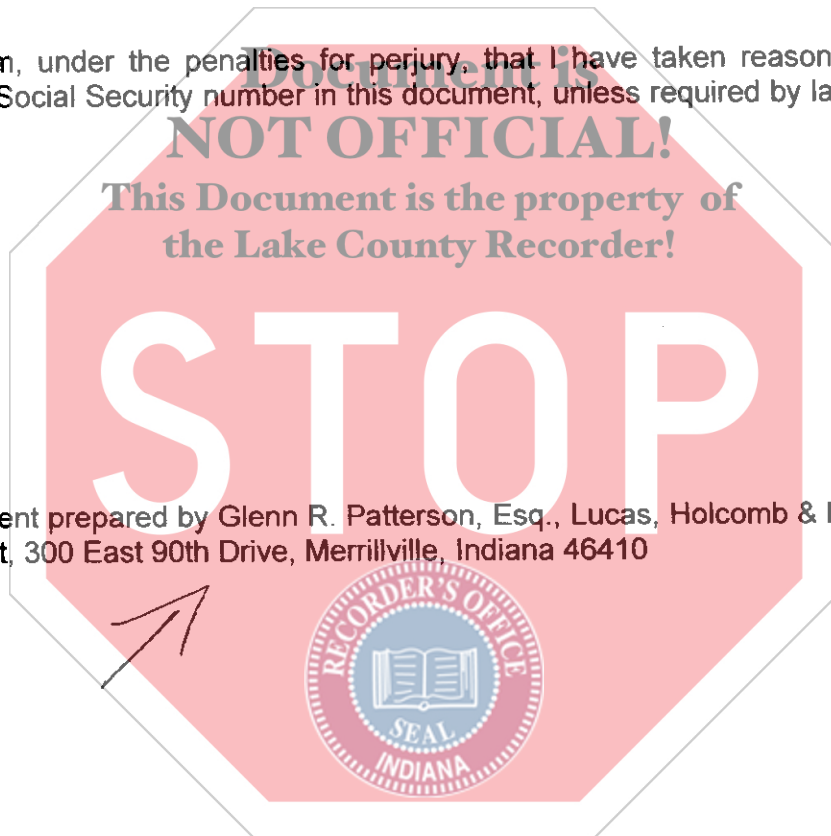 Document is
m, under the penalties for perjury, that I have taken reason
Social Security number in this document, unless required by la
NOT OFFICIAL!
This Document is the property of
the Lake County Recorder!
STOP
ent prepared by Glenn R. Patterson, Esq., Lucas, Holcomb &
t, 300 East 90th Drive, Merrillville, Indiana 46410
RECORDER'S OFFICE
SEAL
INDIANA